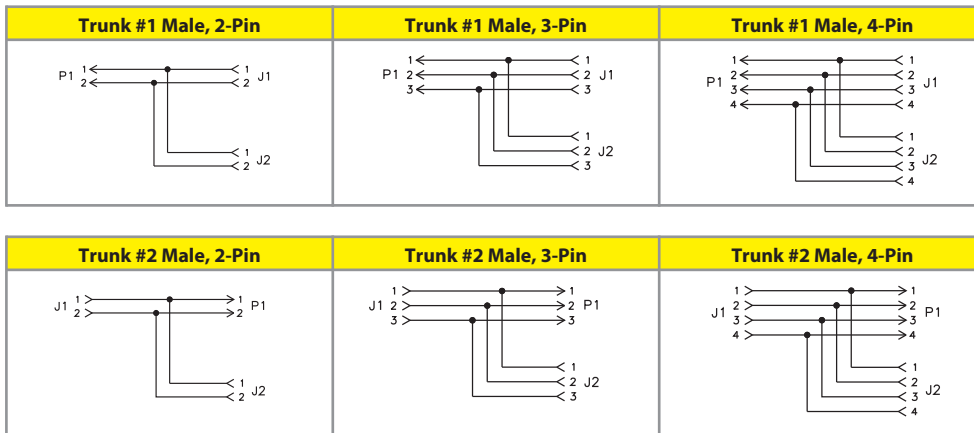 Trunk #1 Male, 2-Pin Trunk #1 Male, 3-Pin Trunk #1 Male, 4-Pin
P1 1 2 1 2 J1
1 2 J2
P1 1 2 3 1 2 3 J1
1 2 3 J2
P1 1 2 3 4 1 2 3 4 J1
1 2 3 4 J2
Trunk #2 Male, 2-Pin Trunk #2 Male, 3-Pin Trunk #2 Male, 4-Pin
J1 1 2 1 2 P1
1 2 J2
J1 1 2 3 1 2 3 P1
1 2 3 J2
J1 1 2 3 4 1 2 3 4 P1
1 2 3 4 J2